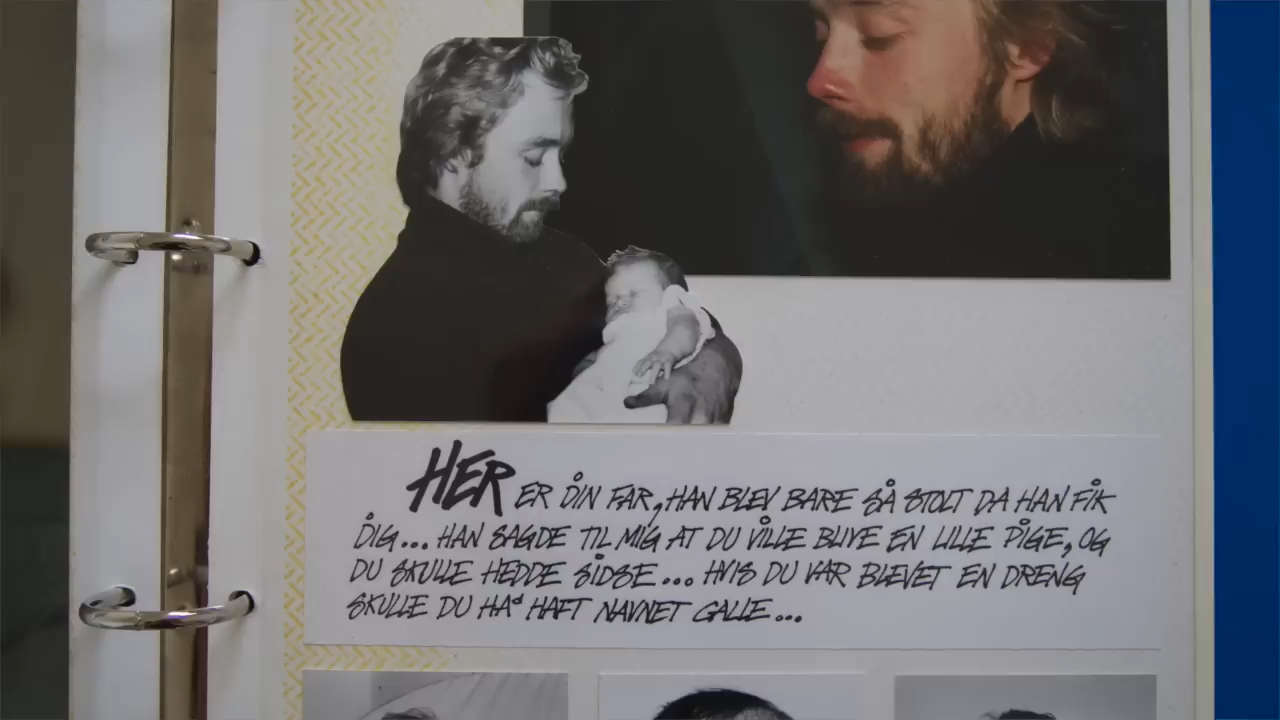 HER ER DIN FAR, HAN BLEV BARE SÅ STOLT DA HAN FIK
DIG... HAN SAGDE TIL MIG AT DU VILLE BLIVE EN LILLE PIGE, OG
DU SKULLE HEDDE SIDSE... HVIS DU VAR BLEVET EN DRENG
SKULLE DU HA' HAFT NAVNET GALLE...